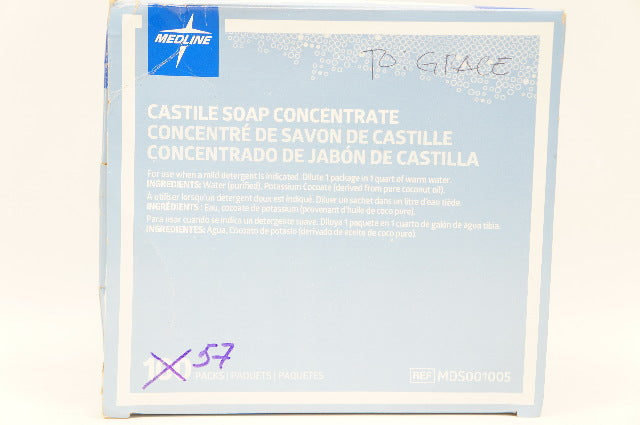 MEDLINE
TO GRACE
CASTILE SOAP CONCENTRATE
CONCENTRÉ DE SAVON DE CASTILLE
CONCENTRADO DE JABÓN DE CASTILLA
For use when a mild detergent is indicated. Dilute 1 package in 1 quart of warm water.
INGREDIENTS: Water (purified), Potassium Cocoate (derived from pure coconut oil).
À utiliser lorsqu'un détergent doux est indiqué. Diluer un sachet dans un litre d'eau tiède.
INGRÉDIENTS : Eau, cocoate de potassium (provenant d'huile de coco pure).
Para usar cuando se indica un detergente suave. Diluya 1 paquete en 1 cuarto de galón de agua tibia.
INGREDIENTES: Agua, Cocoato de potasio (derivado de aceite de coco puro).
100 57
PACKS | PAQUETS | PAQUETES
REF MDS001005